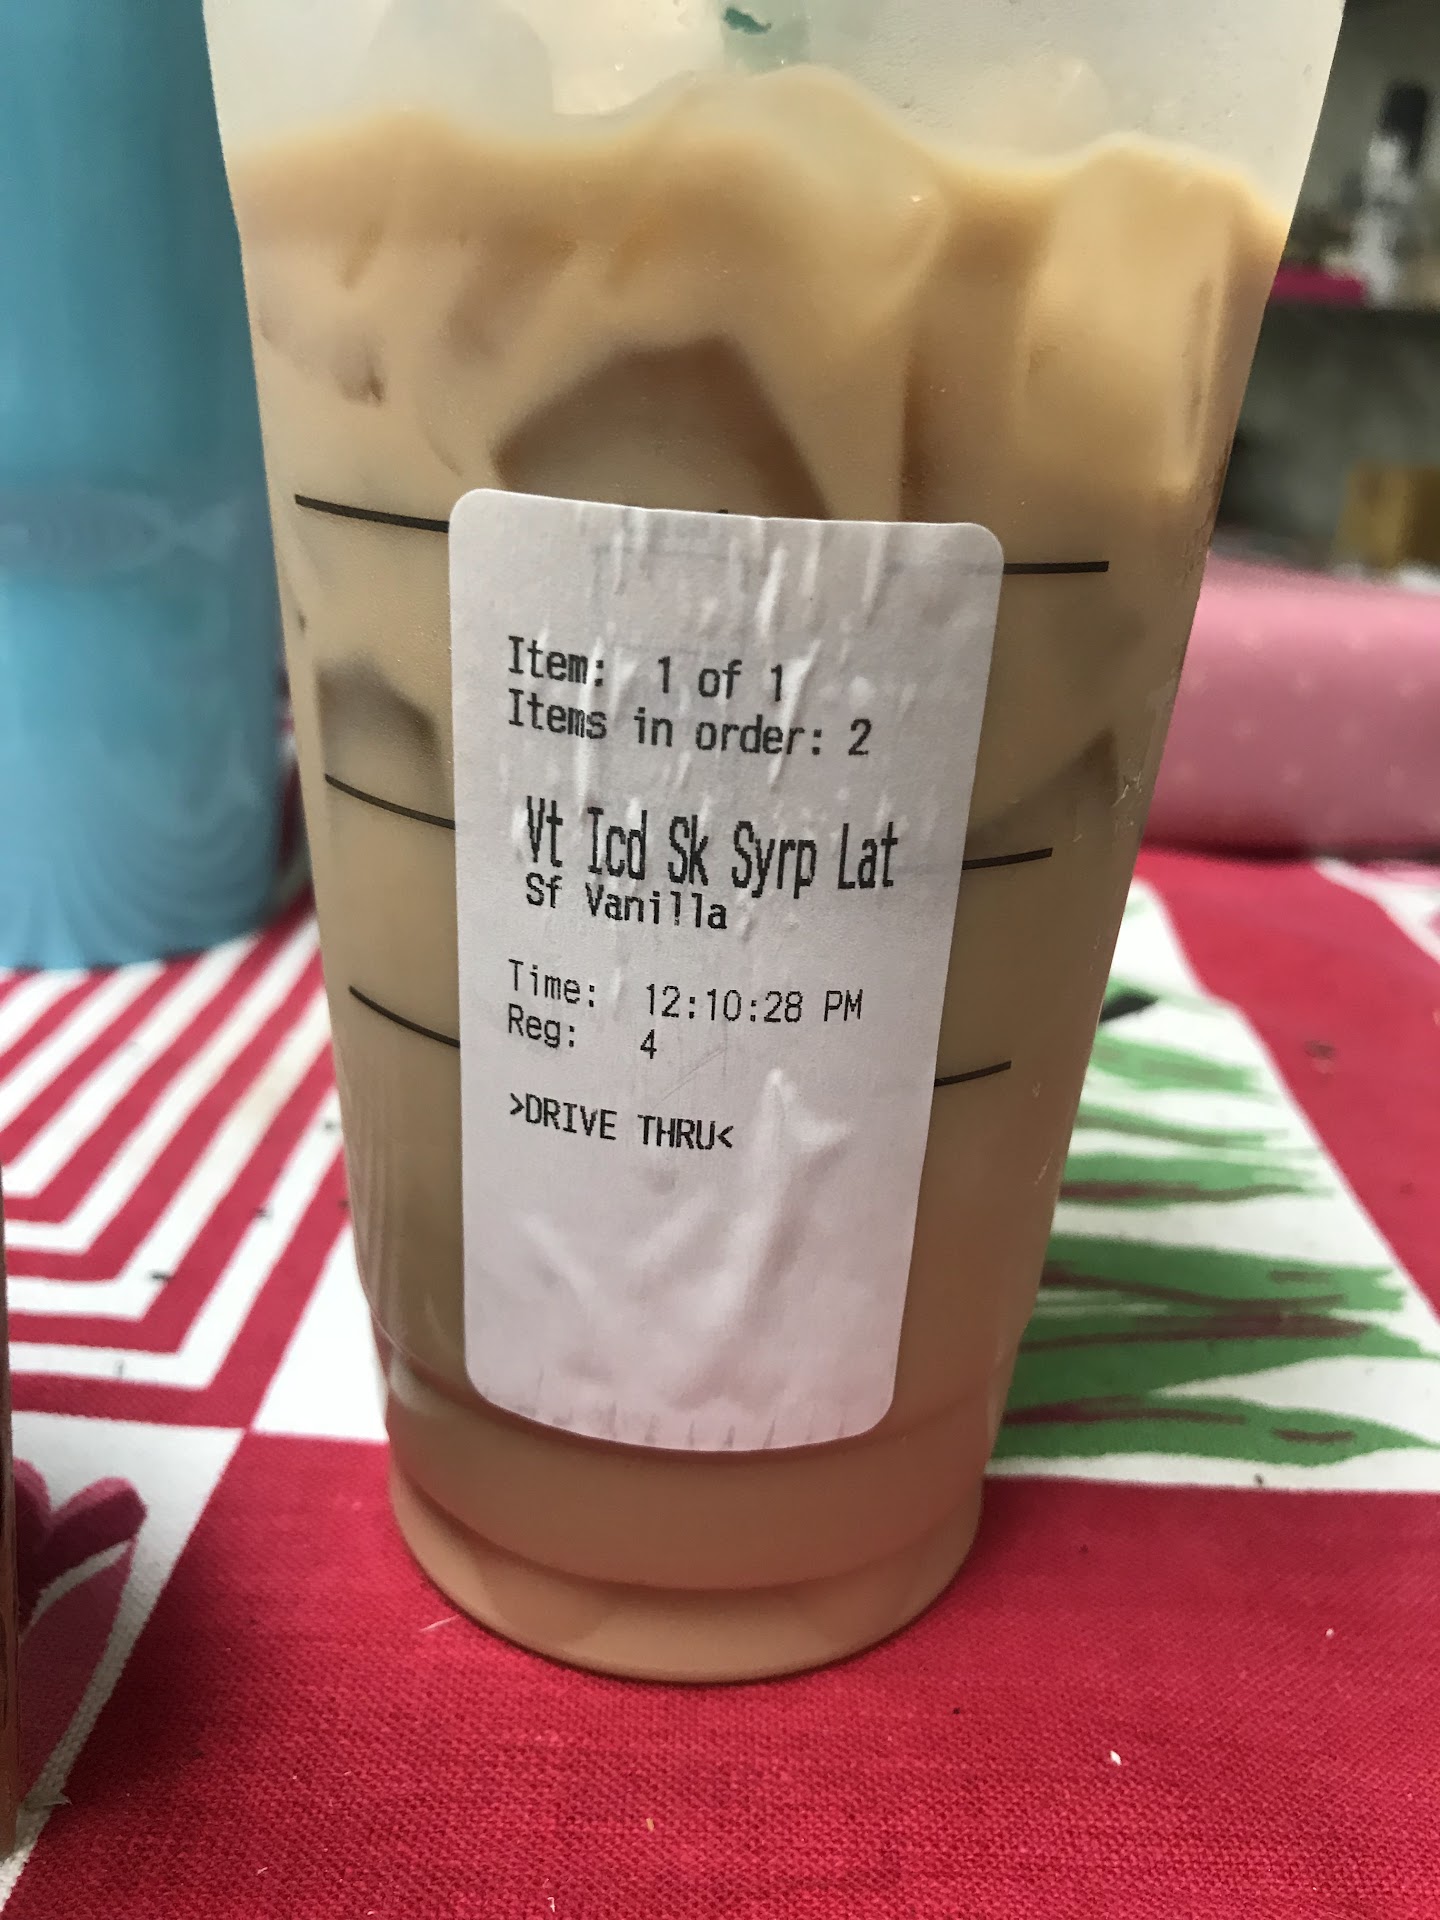 Item: 1 of 1
Items in order: 2
Vt Icd Sk Syrp Lat
Sf Vanilla
Time: 12:10:28 PM
Reg: 4
>DRIVE THRU<